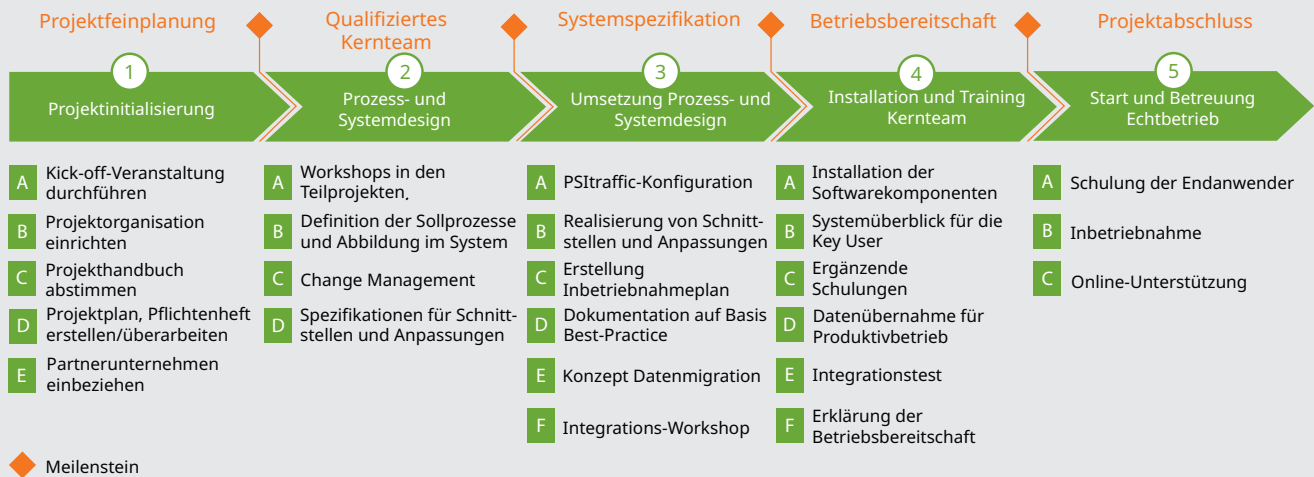 Projektfeinplanung
Qualifiziertes
Kernteam
Systemspezifikation
Betriebsbereitschaft
Projektabschluss
1
Projektinitialisierung
2
Prozess- und
Systemdesign
3
Umsetzung Prozess- und
Systemdesign
4
Installation und Training
Kernteam
5
Start und Betreuung
Echtbetrieb
A
Kick-off-Veranstaltung
durchführen
B
Projektorganisation
einrichten
C
Projekthandbuch
abstimmen
D
Projektplan, Pflichtenheft
erstellen/überarbeiten
E
Partnerunternehmen
einbeziehen
A
Workshops in den
Teilprojekten,
B
Definition der Sollprozesse
und Abbildung im System
C
Change Management
D
Spezifikationen für Schnitt-
stellen und Anpassungen
A
PSItraffic-Konfiguration
B
Realisierung von Schnitt-
stellen und Anpassungen
C
Erstellung
Inbetriebnahmeplan
D
Dokumentation auf Basis
Best-Practice
E
Konzept Datenmigration
F
Integrations-Workshop
A
Installation der
Softwarekomponenten
B
Systemüberblick für die
Key User
C
Ergänzende
Schulungen
D
Datenübernahme für
Produktivbetrieb
E
Integrationstest
F
Erklärung der
Betriebsbereitschaft
A
Schulung der Endanwender
B
Inbetriebnahme
C
Online-Unterstützung
Meilenstein